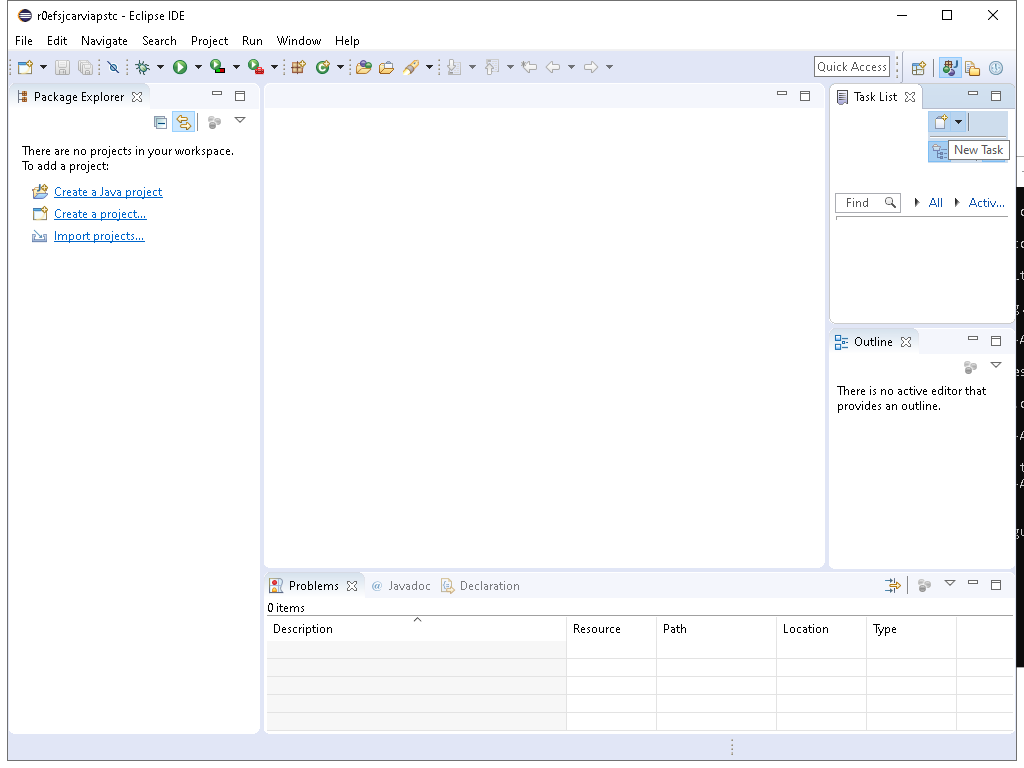 r0efsjcarviapstc - Eclipse IDE
File Edit Navigate Search Project Run Window Help
Quick Access
Package Explorer
There are no projects in your workspace.
To add a project:
Create a Java project
Create a project...
Import projects...
Task List
New Task
Find All Activ...
Outline
There is no active editor that
provides an outline.
Problems @ Javadoc Declaration
0 items
Description Resource Path Location Type